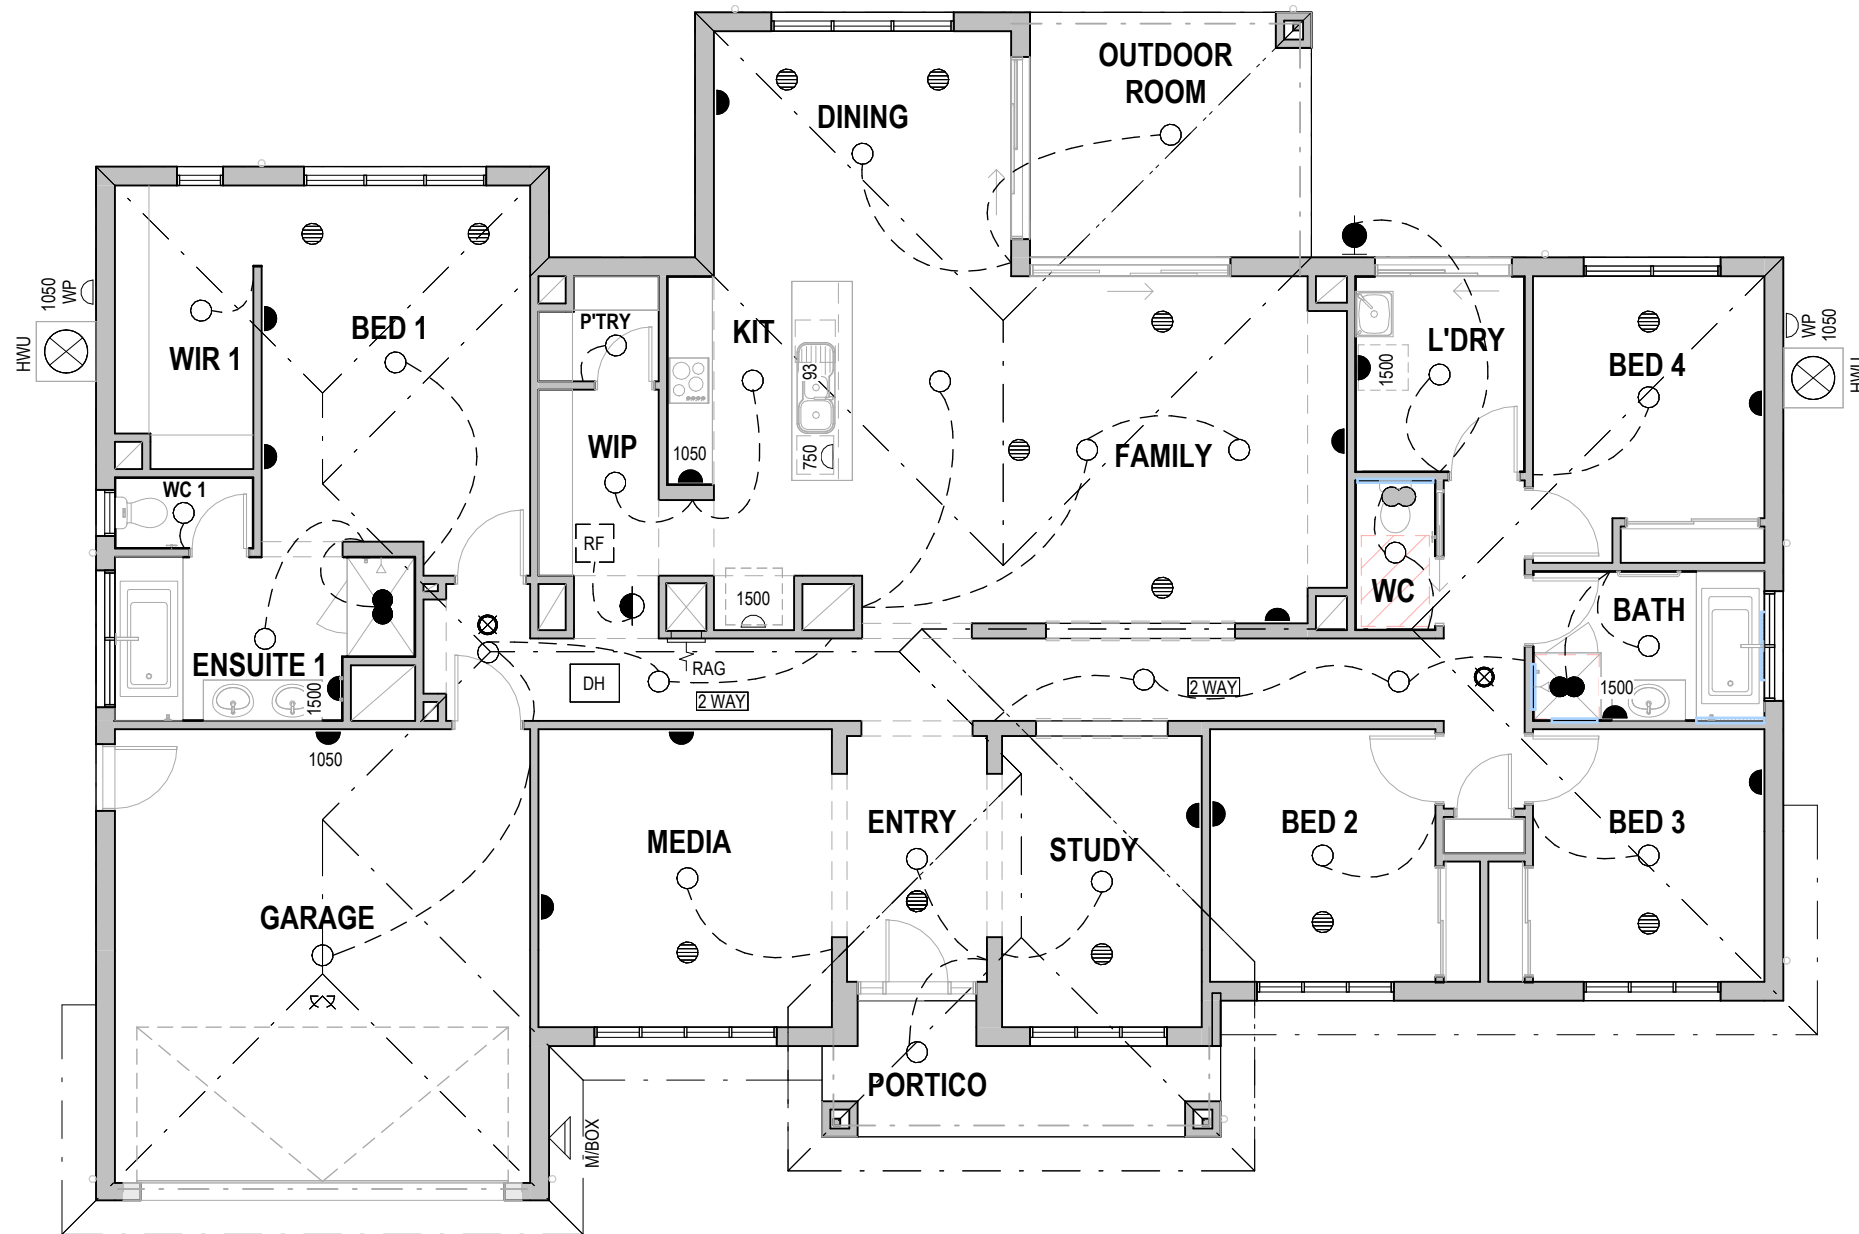 OUTDOOR
ROOM
DINING
1050
WP
HWU
WIR 1
BED 1
P'TRY
KIT
93
750
WIP
1050
RF
1500
FAMILY
L'DRY
1500
BED 4
WP
1050
HWU
WC 1
ENSUITE 1
1500
WC
BATH
1500
RAG
DH
2 WAY
2 WAY
1050
MEDIA
ENTRY
STUDY
BED 2
BED 3
GARAGE
PORTICO
M/BOX